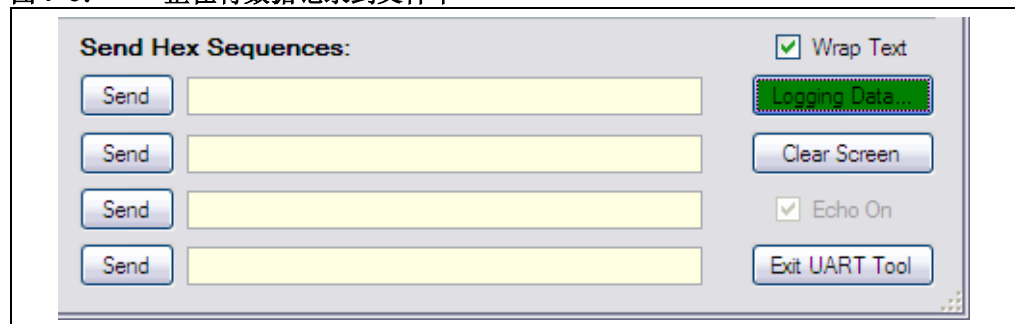 Send Hex Sequences:
Wrap Text
Send
Logging Data...
Send
Clear Screen
Send
Echo On
Send
Exit UART Tool